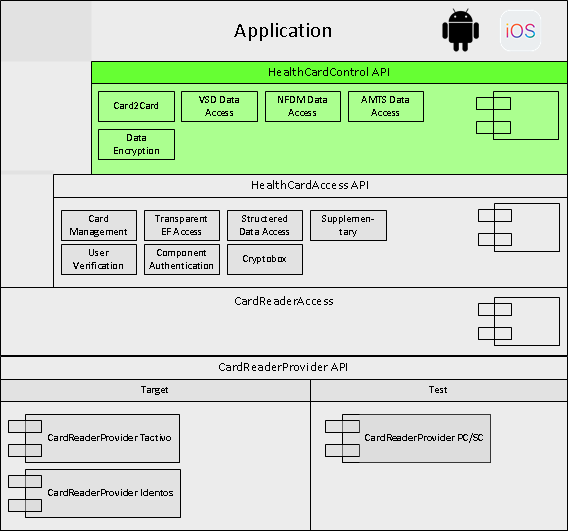 Application
iOS
HealthCardControl API
Card2Card
VSD Data
Access
NFDM Data
Access
AMTS Data
Access
Data
Encryption
HealthCardAccess API
Card
Management
Transparent
EF Access
Structered
Data Access
Supplemen-
tary
User
Verification
Component
Authentication
Cryptobox
CardReaderAccess
CardReaderProvider API
Target
Test
CardReaderProvider Tactivo
CardReaderProvider PC/SC
CardReaderProvider Identos